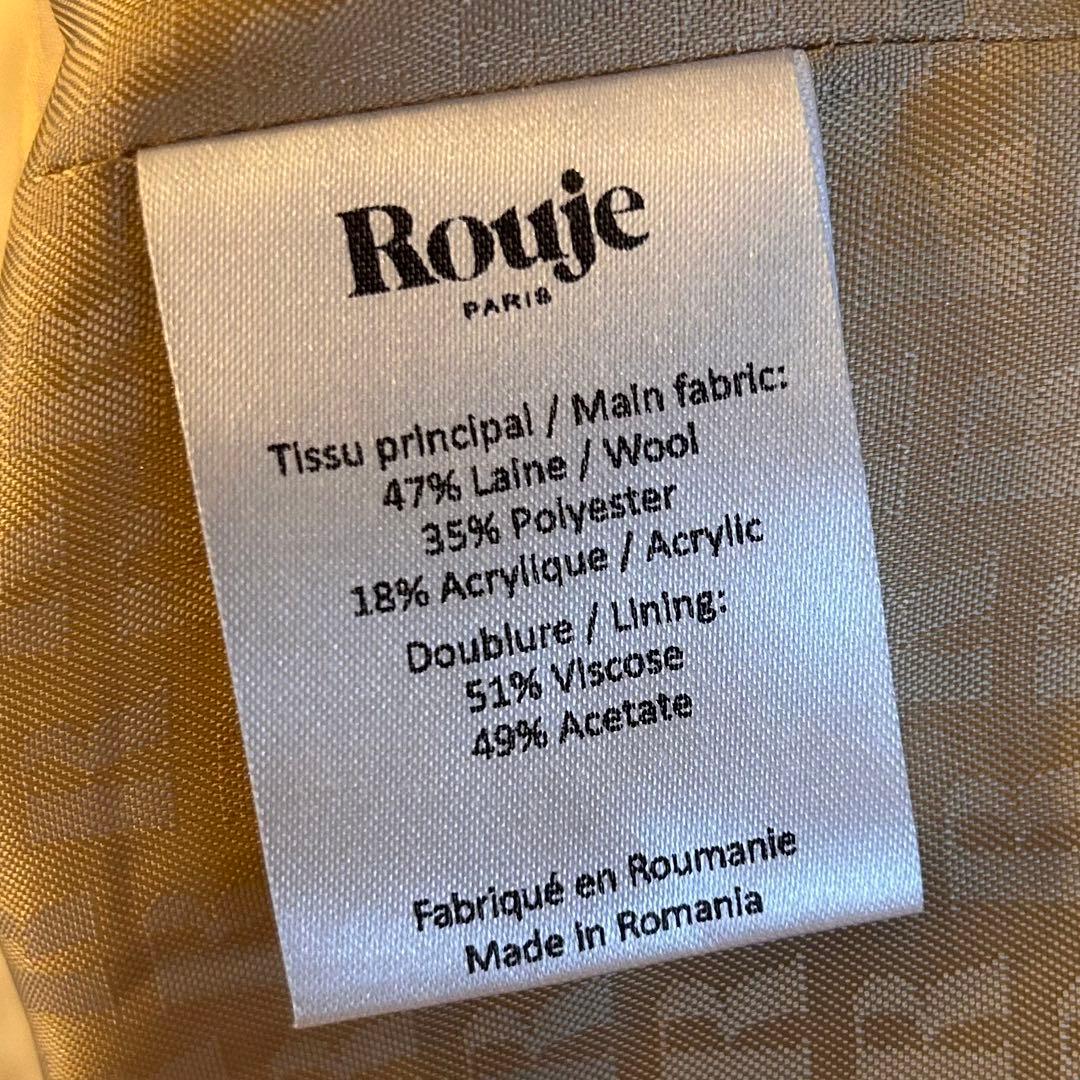 Rouje
PARIS
Tissu principal / Main fabric:
47% Laine / Wool
35% Polyester
18% Acrylique / Acrylic
Doublure / Lining:
51% Viscose
49% Acetate
Fabriqué en Roumanie
Made in Romania